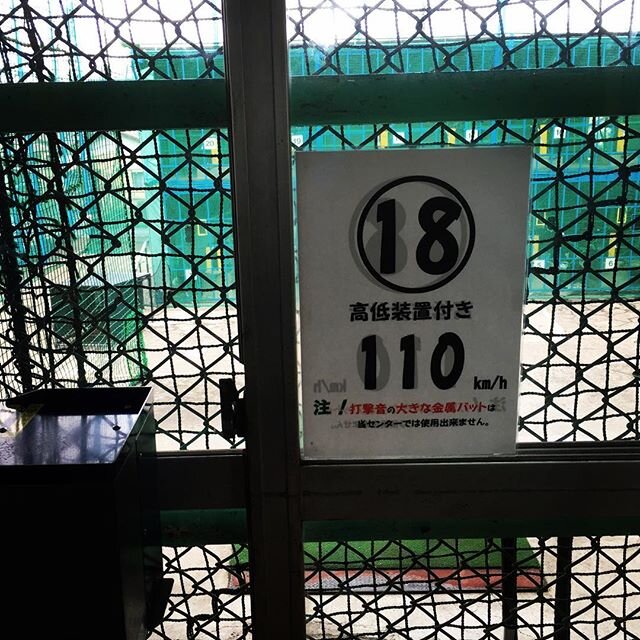 18
高低装置付き
110 km/h
注！打撃音の大きな金属バットは
当センターでは使用出来ません。